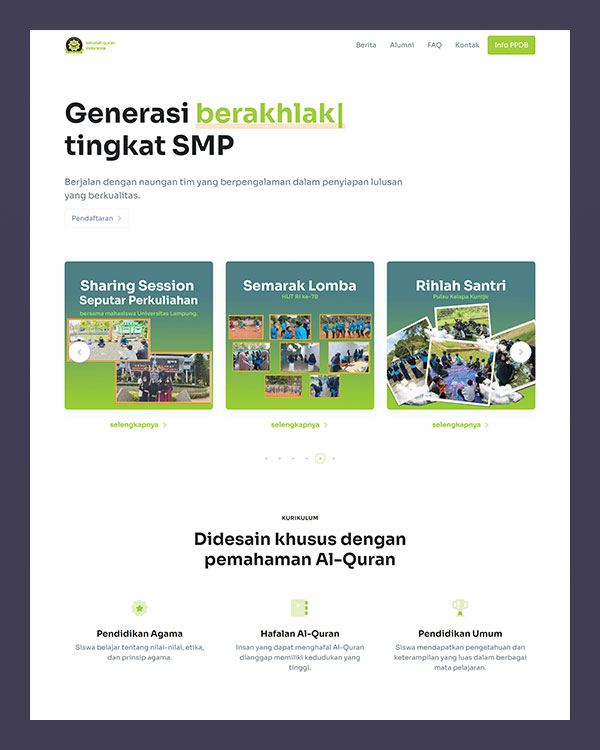 sekolah quran
indonesia
Berita Alumni FAQ Kontak Info PPDB
Generasi berakhlak|
tingkat SMP
Berjalan dengan naungan tim yang berpengalaman dalam penyiapan lulusan
yang berkualitas.
Pendaftaran
Sharing Session
Seputar Perkuliahan
bersama mahasiswa Universitas Lampung.
Semarak Lomba
HUT RI ke-78
Rihlah Santri
Pulau Kelapa Kuntjir
selengkapnya
selengkapnya
selengkapnya
KURIKULUM
Didesain khusus dengan
pemahaman Al-Quran
Pendidikan Agama
Siswa belajar tentang nilai-nilai, etika,
dan prinsip agama.
Hafalan Al-Quran
Insan yang dapat menghafal Al-Quran
dianggap memiliki kedudukan yang
tinggi.
Pendidikan Umum
Siswa mendapatkan pengetahuan dan
keterampilan yang luas dalam berbagai
mata pelajaran.